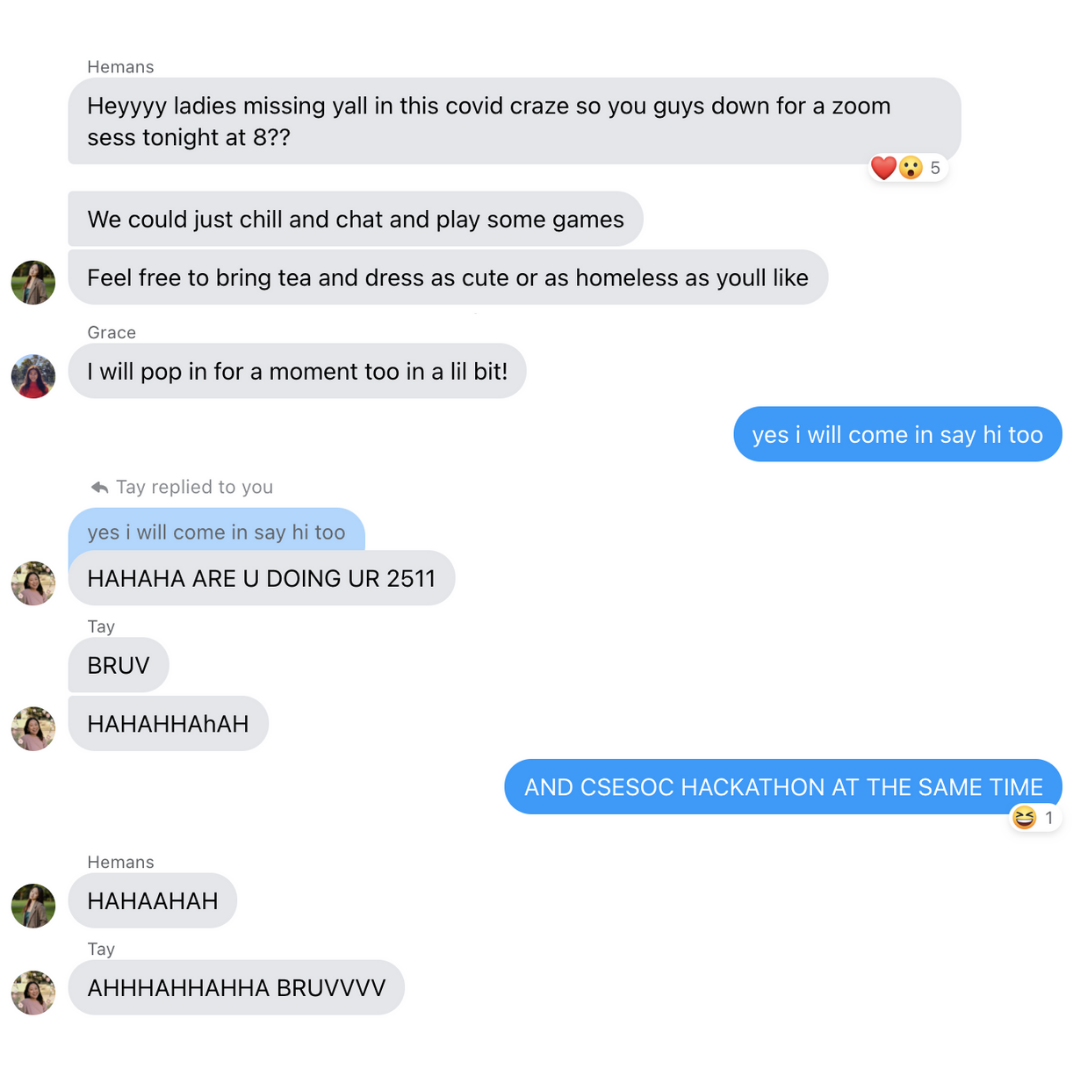 Hemans
Heyyyy ladies missing yall in this covid craze so you guys down for a zoom
sess tonight at 8??
5
We could just chill and chat and play some games
Feel free to bring tea and dress as cute or as homeless as youll like
Grace
I will pop in for a moment too in a lil bit!
yes i will come in say hi too
Tay replied to you
yes i will come in say hi too
HAHAHA ARE U DOING UR 2511
Tay
BRUV
HAHAHHAhAH
AND CSESOC HACKATHON AT THE SAME TIME
1
Hemans
HAHAAHAH
Tay
AHHHAHHAHHA BRUVVVV